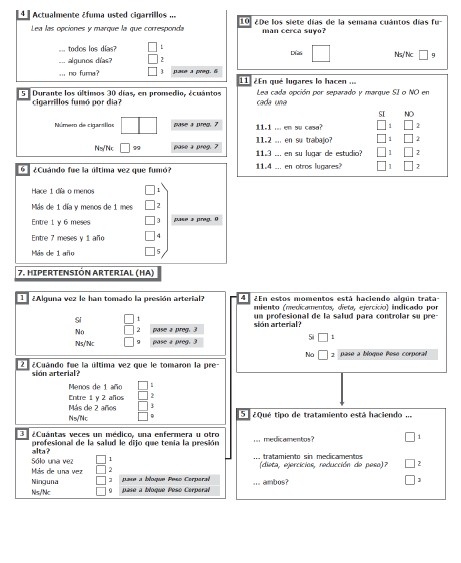 4 Actualmente ¿fuma usted cigarrillos ...
Lea las opciones y marque la que corresponda
... todos los días? 1
... algunos días? 2
... no fuma? 3 pase a preg. 6
5 Durante los últimos 30 días, en promedio, ¿cuántos
cigarrillos fumó por día?
Número de cigarrillos pase a preg. 7
Ns/Nc 99 pase a preg. 7
6 ¿Cuándo fue la última vez que fumó?
Hace 1 día o menos 1
Más de 1 día y menos de 1 mes 2
Entre 1 y 6 meses 3 pase a preg. 9
Entre 7 meses y 1 año 4
Más de 1 año 5
10 ¿De los siete días de la semana cuántos días fu-
man cerca suyo?
Días Ns/Nc 9
11 ¿En qué lugares lo hacen ...
Lea cada opción por separado y marque SI o NO en
cada una
SI NO
11.1 ... en su casa? 1 2
11.2 ... en su trabajo? 1 2
11.3 ... en su lugar de estudio? 1 2
11.4 ... en otros lugares? 1 2
7. HIPERTENSIÓN ARTERIAL (HA)
1 ¿Alguna vez le han tomado la presión arterial?
Sí 1
No 2 pase a preg. 3
Ns/Nc 9 pase a preg. 3
2 ¿Cuándo fue la última vez que le tomaron la pre-
sión arterial?
Menos de 1 año 1
Entre 1 y 2 años 2
Más de 2 años 3
Ns/Nc 9
3 ¿Cuántas veces un médico, una enfermera u otro
profesional de la salud le dijo que tenía la presión
alta?
Sólo una vez 1
Más de una vez 2
Ninguna 3 pase a bloque Peso Corporal
Ns/Nc 9 pase a bloque Peso Corporal
4 ¿En estos momentos está haciendo algún trata-
miento (medicamentos, dieta, ejercicio) indicado por
un profesional de la salud para controlar su pre-
sión arterial?
Si 1
No 2 pase a bloque Peso corporal
5 ¿Qué tipo de tratamiento está haciendo ...
... medicamentos? 1
... tratamiento sin medicamentos
(dieta, ejercicios, reducción de peso)? 2
... ambos? 3